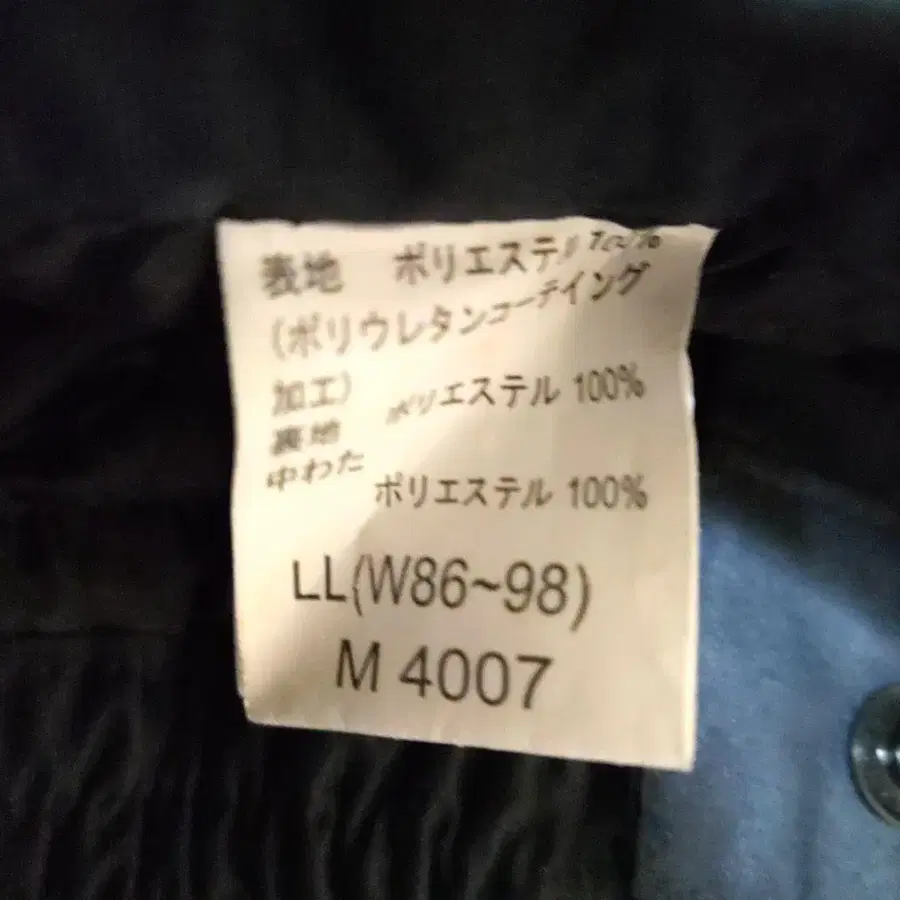 表地 ポリエステル 100%
(ポリウレタンコーティング
加工)
裏地 ポリエステル 100%
中わた ポリエステル 100%
LL(W86~98)
M 4007